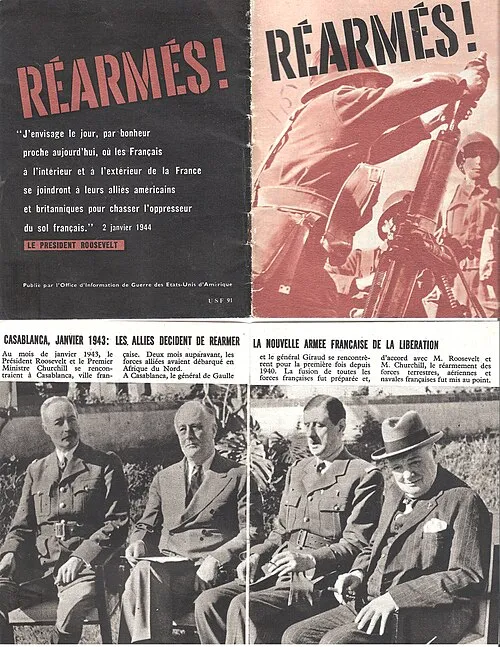 RÉARMÉS!
"J'envisage le jour, par bonheur
proche aujourd'hui, où les Français
à l'intérieur et à l'extérieur de la France
se joindront à leurs alliés américains
et britanniques pour chasser l'oppresseur
du sol français." 2 janvier 1944
LE PRESIDENT ROOSEVELT
Publié par l'Office d'Information de Guerre des Etats-Unis d'Amérique
USF. 91
RÉARMÉS!
CASABLANCA, JANVIER 1943: LES ALLIES DECIDENT DE REARMER
LA NOUVELLE ARMEE FRANCAISE DE LA LIBERATION
Au mois de janvier 1943, le
Président Roosevelt et le Premier
Ministre Churchill se rencon-
traient à Casablanca, ville fran-
çaise. Deux mois auparavant, les
forces alliées avaient débarqué en
Afrique du Nord.
A Casablanca, le général de Gaulle
et le général Giraud se rencontrè-
rent pour la première fois depuis
1940. La fusion de toutes les
forces françaises fut préparée et,
d'accord avec M. Roosevelt et
M. Churchill, le réarmement des
forces terrestres, aériennes et
navales françaises fut mis au point.